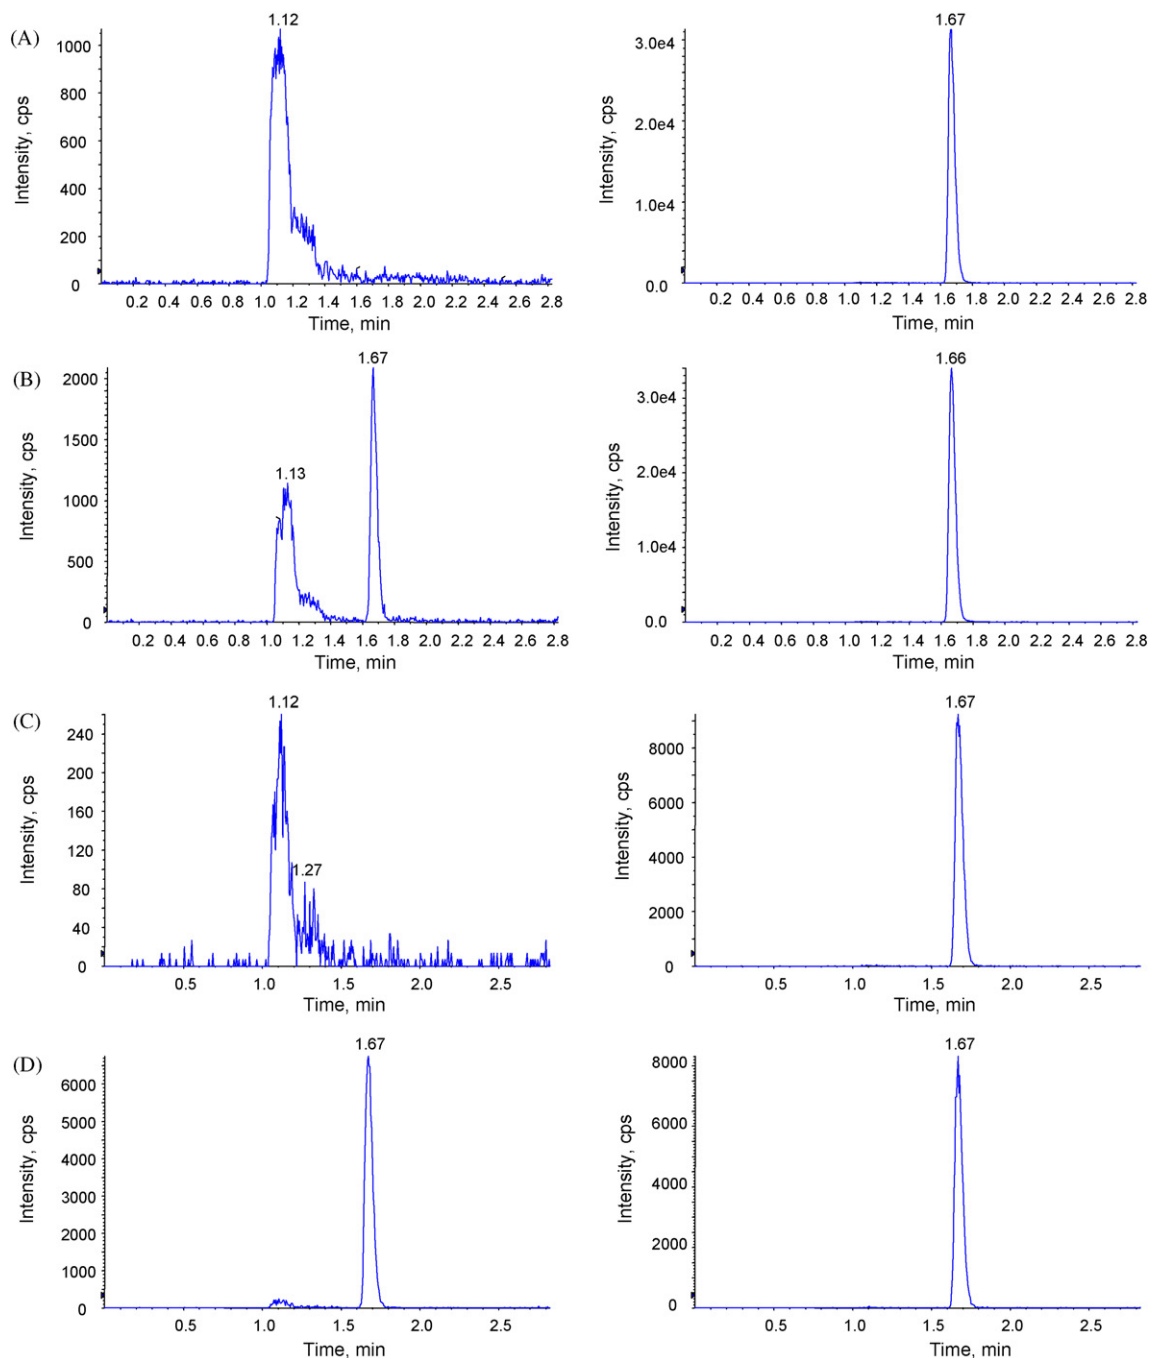 (A)
1.12
Intensity, cps
1000
800
600
400
200
0
0.2 0.4 0.6 0.8 1.0 1.2 1.4 1.6 1.8 2.0 2.2 2.4 2.6 2.8
Time, min
1.67
Intensity, cps
3.0e4
2.0e4
1.0e4
0.0
0.2 0.4 0.6 0.8 1.0 1.2 1.4 1.6 1.8 2.0 2.2 2.4 2.6 2.8
Time, min
(B)
1.67
1.13
Intensity, cps
2000
1500
1000
500
0
0.2 0.4 0.6 0.8 1.0 1.2 1.4 1.6 1.8 2.0 2.2 2.4 2.6 2.8
Time, min
1.66
Intensity, cps
3.0e4
2.0e4
1.0e4
0.0
0.2 0.4 0.6 0.8 1.0 1.2 1.4 1.6 1.8 2.0 2.2 2.4 2.6 2.8
Time, min
(C)
1.12
1.27
Intensity, cps
240
200
160
120
80
40
0
0.5 1.0 1.5 2.0 2.5
Time, min
1.67
Intensity, cps
8000
6000
4000
2000
0
0.5 1.0 1.5 2.0 2.5
Time, min
(D)
1.67
Intensity, cps
6000
5000
4000
3000
2000
1000
0
0.5 1.0 1.5 2.0 2.5
Time, min
1.67
Intensity, cps
8000
6000
4000
2000
0
0.5 1.0 1.5 2.0 2.5
Time, min